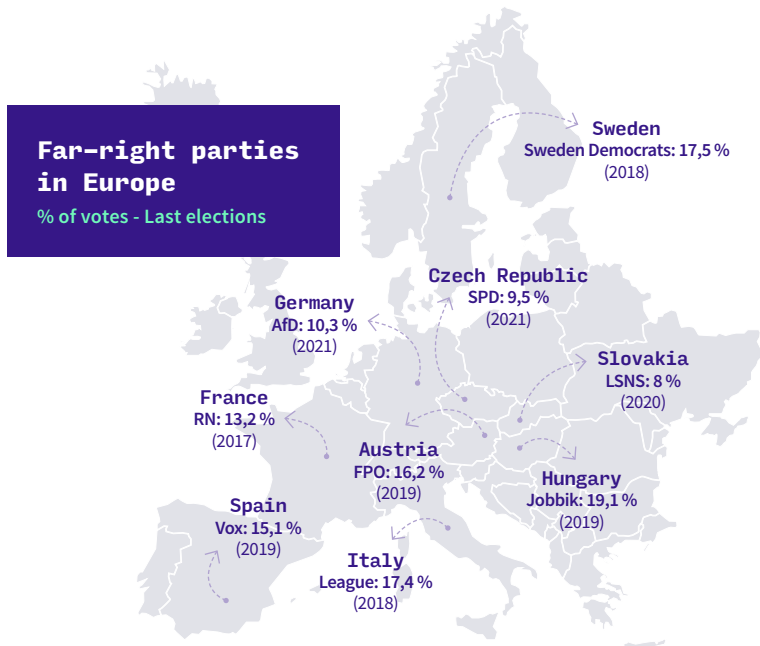 Far-right parties
in Europe
% of votes - Last elections
Sweden
Sweden Democrats: 17,5 %
(2018)
Czech Republic
SPD: 9,5 %
(2021)
Germany
AfD: 10,3 %
(2021)
Slovakia
LSNS: 8 %
(2020)
France
RN: 13,2 %
(2017)
Austria
FPO: 16,2 %
(2019)
Hungary
Jobbik: 19,1 %
(2019)
Spain
Vox: 15,1 %
(2019)
Italy
League: 17,4 %
(2018)